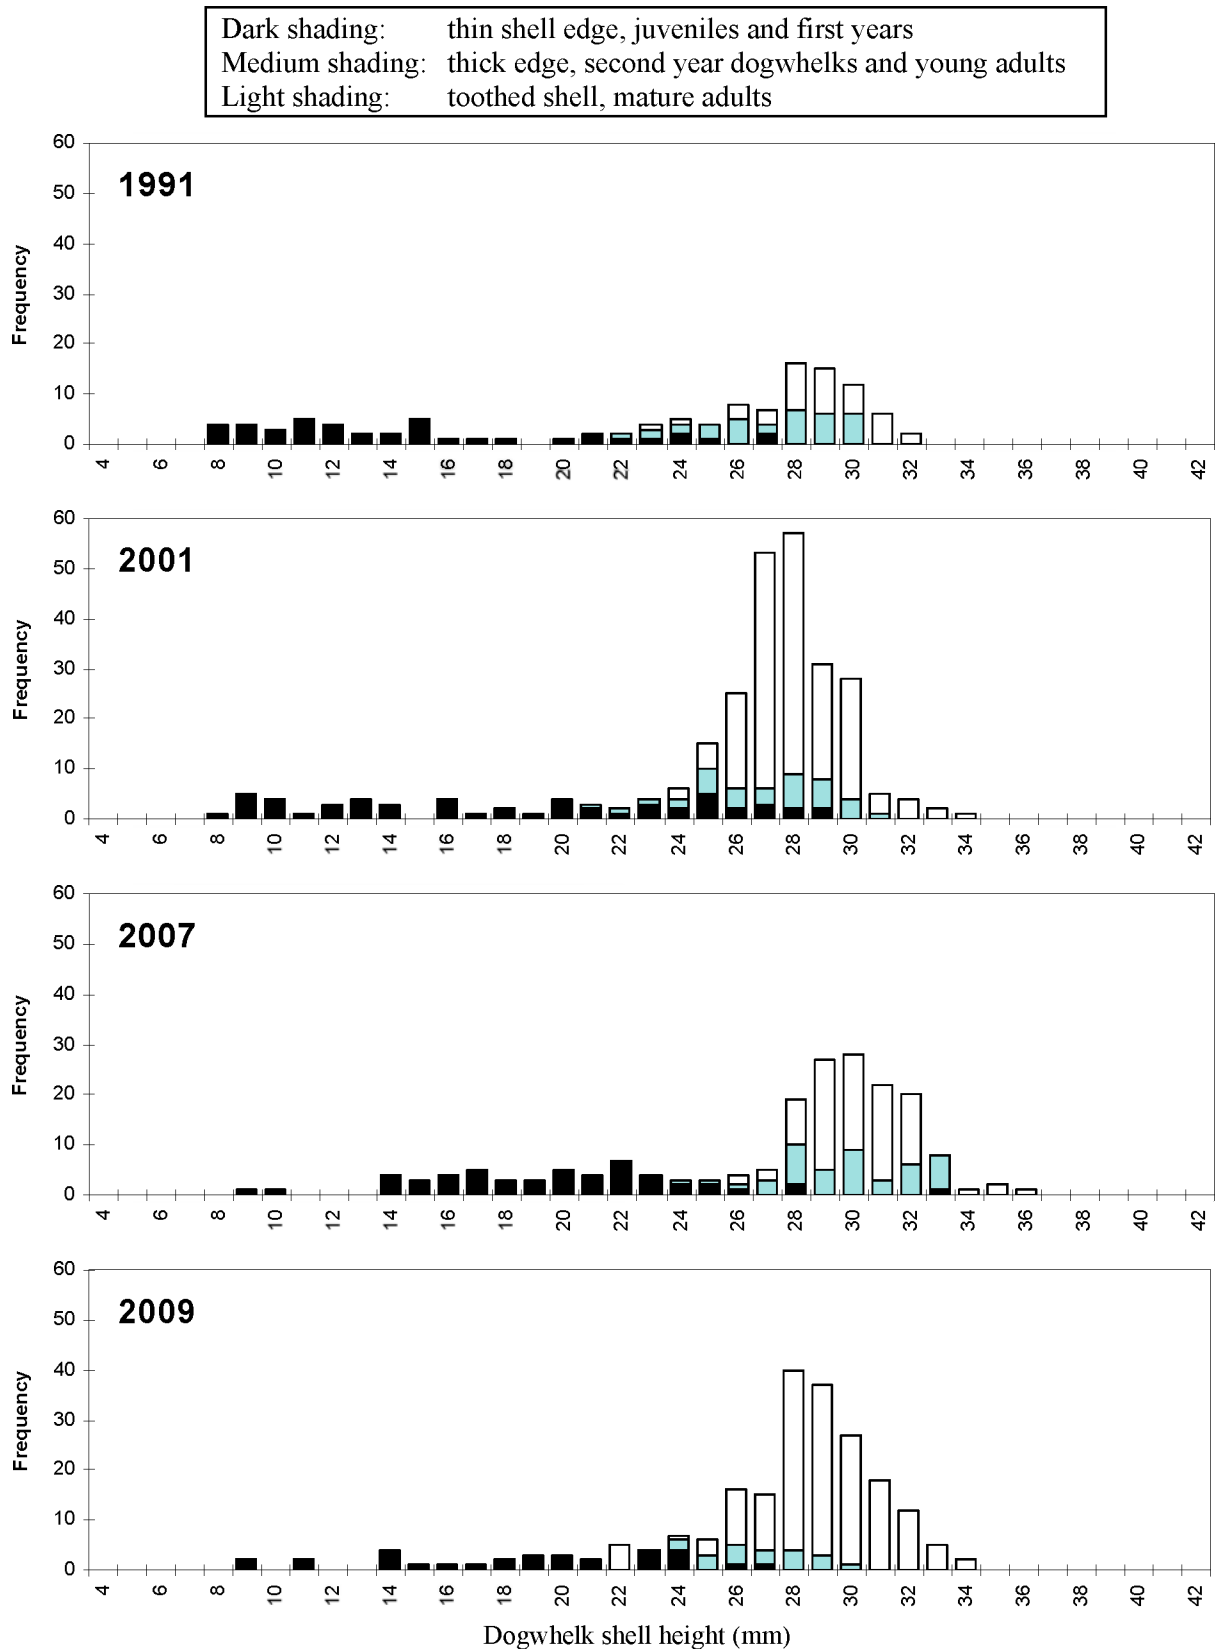 Dark shading: thin shell edge, juveniles and first years
Medium shading: thick edge, second year dogwhelks and young adults
Light shading: toothed shell, mature adults
60
1991
50
40
Frequency
30
20
10
0
4 6 8 10 12 14 16 18 20 22 24 26 28 30 32 34 36 38 40 42
60
2001
50
40
Frequency
30
20
10
0
4 6 8 10 12 14 16 18 20 22 24 26 28 30 32 34 36 38 40 42
60
2007
50
40
Frequency
30
20
10
0
4 6 8 10 12 14 16 18 20 22 24 26 28 30 32 34 36 38 40 42
60
2009
50
40
Frequency
30
20
10
0
4 6 8 10 12 14 16 18 20 22 24 26 28 30 32 34 36 38 40 42
Dogwhelk shell height (mm)